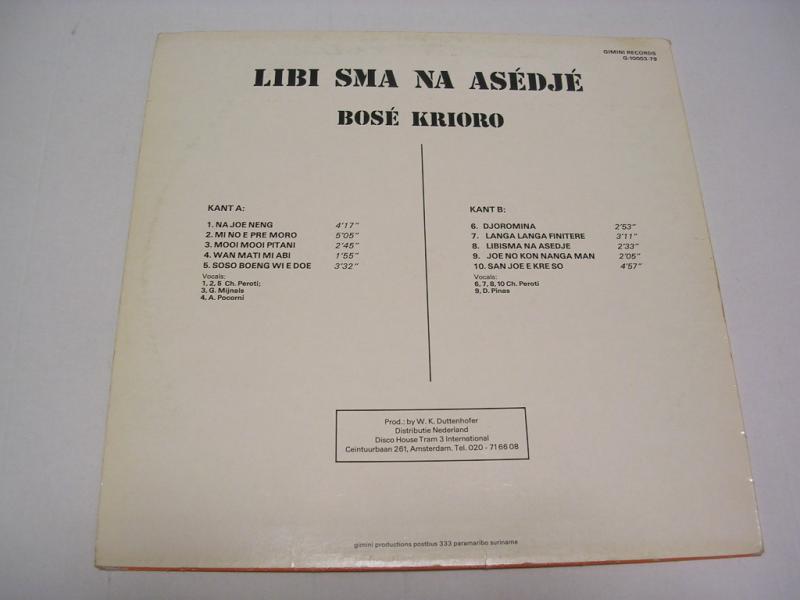 GIMINI RECORDS
G-10003-79
LIBI SMA NA ASÉDJÉ
BOSÉ KRIORO
KANT A:
1. NA JOE NENG 4'17"
2. MI NO E PRE MORO 5'05"
3. MOOI MOOI PITANI 2'45"
4. WAN MATI MI ABI 1'55"
5. SOSO BOENG WI E DOE 3'32"
Vocals:
1, 2, 5 Ch. Peroti;
3, G. Mijnals
4, A. Pocorni
KANT B:
6. DJOROMINA 2'53"
7. LANGA LANGA FINITERE 3'11"
8. LIBISMA NA ASEDJE 2'33"
9. JOE NO KON NANGA MAN 2'05"
10. SAN JOE E KRE SO 4'57"
Vocals:
6, 7, 8, 10 Ch. Peroti
9, D. Pinas
Prod.: by W. K. Duttenhofer
Distributie Nederland
Disco House Tram 3 International
Ceintuurbaan 261, Amsterdam. Tel. 020 - 71 66 08
gimini productions postbus 333 paramaribo suriname